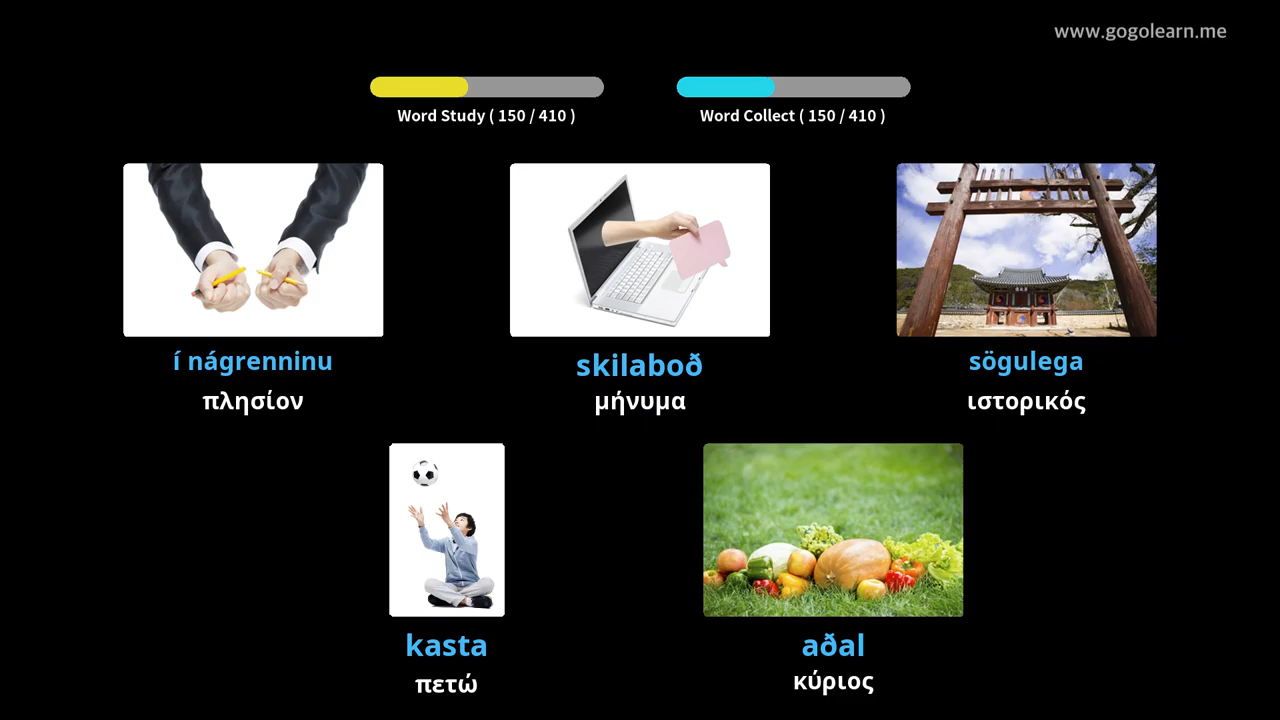 www.gogolearn.me
Word Study ( 150 / 410 )
Word Collect ( 150 / 410 )
í nágrenninu
πλησίον
skilaboð
μήνυμα
sögulega
ιστορικός
kasta
πετώ
aðal
κύριος